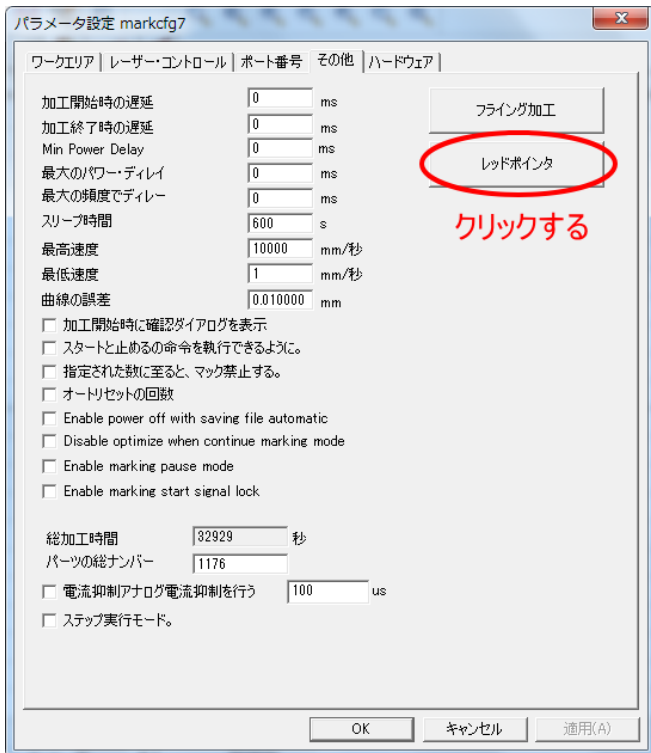 パラメータ設定 markcfg7
ワークエリア レーザー・コントロール ポート番号 その他 ハードウェア
加工開始時の遅延 0 ms
フライング加工
加工終了時の遅延 0 ms
Min Power Delay 0 ms
レッドポインタ
最大のパワー・ディレイ 0 ms
最大の頻度でディレー 0 ms
スリープ時間 600 s
クリックする
最高速度 10000 mm/秒
最低速度 1 mm/秒
曲線の誤差 0.010000 mm
加工開始時に確認ダイアログを表示
スタートと止めるの命令を執行できるように。
指定された数に至ると、マック禁止する。
オートリセットの回数
Enable power off with saving file automatic
Disable optimize when continue marking mode
Enable marking pause mode
Enable marking start signal lock
総加工時間 32929 秒
パーツの総ナンバー 1176
電流抑制アナログ電流抑制を行う 100 us
ステップ実行モード。
OK キャンセル 適用(A)